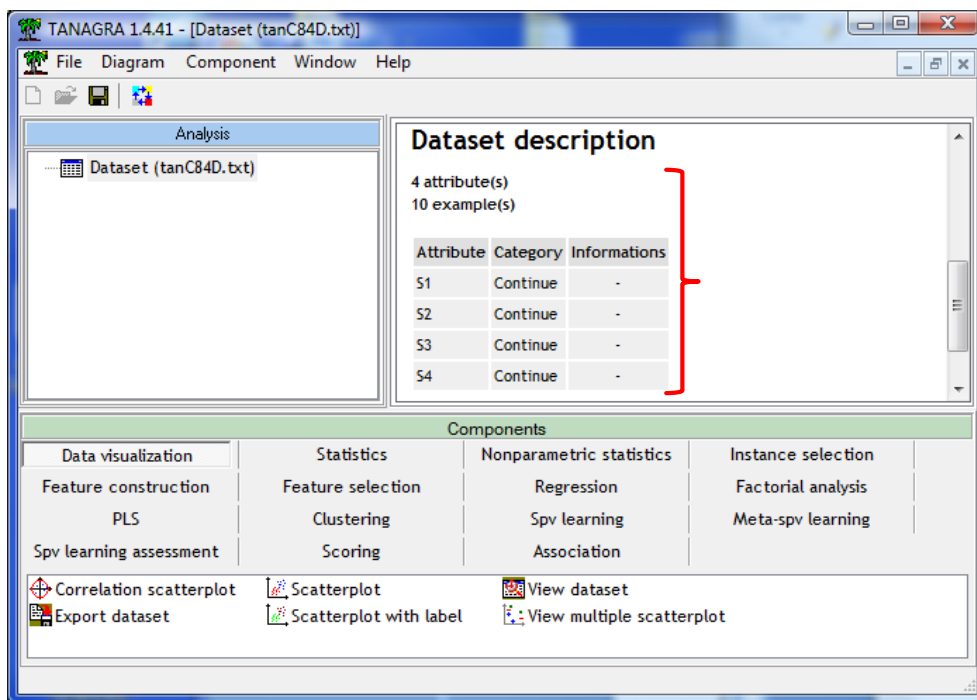 TANAGRA 1.4.41 - [Dataset (tanC84D.txt)]
File Diagram Component Window Help
Analysis
Dataset (tanC84D.txt)
Dataset description
4 attribute(s)
10 example(s)
Attribute Category Informations
S1 Continue -
S2 Continue -
S3 Continue -
S4 Continue -
Components
Data visualization Statistics Nonparametric statistics Instance selection
Feature construction Feature selection Regression Factorial analysis
PLS Clustering Spv learning Meta-spv learning
Spv learning assessment Scoring Association
Correlation scatterplot Scatterplot View dataset
Export dataset Scatterplot with label View multiple scatterplot